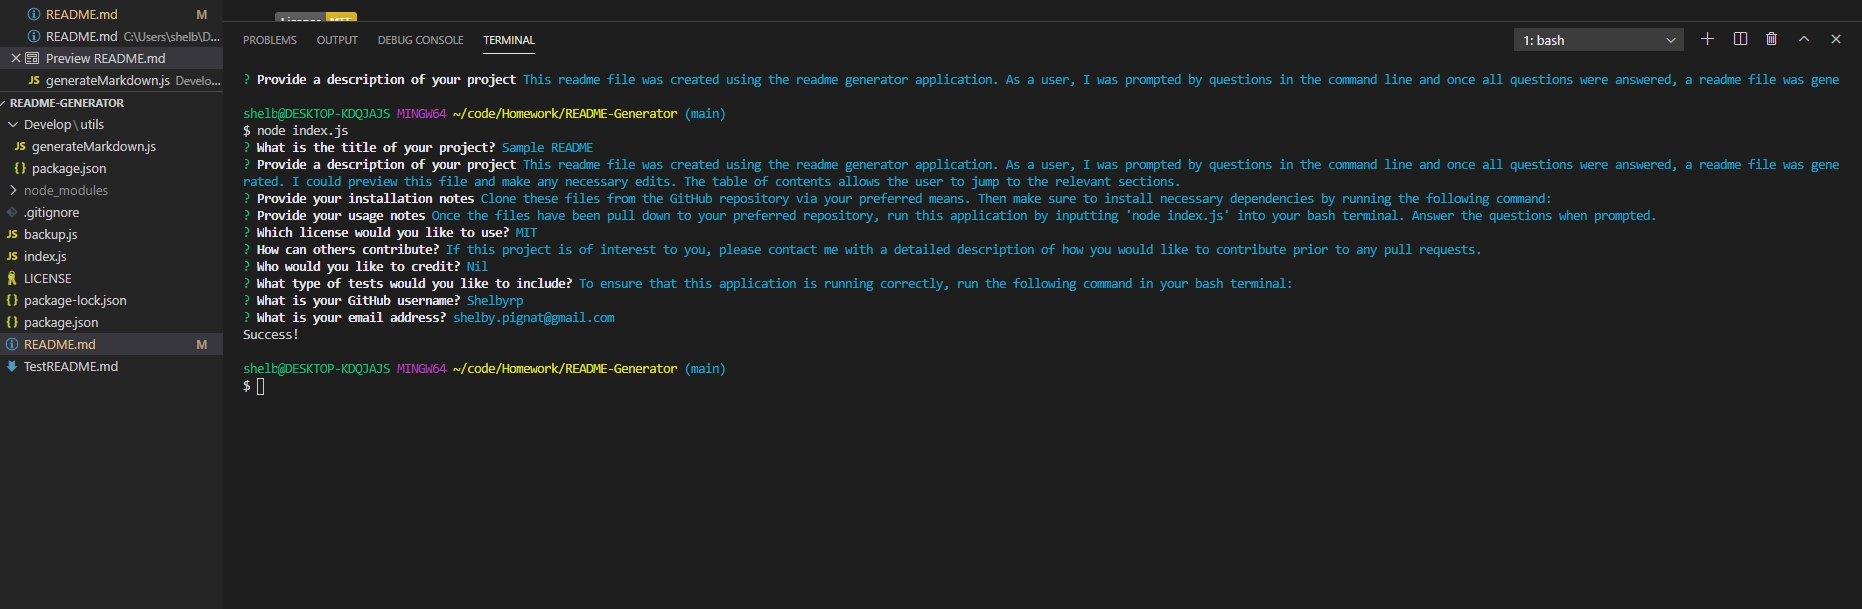 README.md M
README.md C:\Users\shelb\D...
Preview README.md
JS generateMarkdown.js Develo...
README-GENERATOR
Develop\utils
JS generateMarkdown.js
{} package.json
node_modules
.gitignore
JS backup.js
JS index.js
LICENSE
{} package-lock.json
{} package.json
README.md M
TestREADME.md
License MIT
PROBLEMS OUTPUT DEBUG CONSOLE TERMINAL 1: bash
? Provide a description of your project This readme file was created using the readme generator application. As a user, I was prompted by questions in the command line and once all questions were answered, a readme file was gene
shelb@DESKTOP-KDQJAJS MINGW64 ~/code/Homework/README-Generator (main)
$ node index.js
? What is the title of your project? Sample README
? Provide a description of your project This readme file was created using the readme generator application. As a user, I was prompted by questions in the command line and once all questions were answered, a readme file was gene
rated. I could preview this file and make any necessary edits. The table of contents allows the user to jump to the relevant sections.
? Provide your installation notes Clone these files from the GitHub repository via your preferred means. Then make sure to install necessary dependencies by running the following command:
? Provide your usage notes Once the files have been pull down to your preferred repository, run this application by inputting 'node index.js' into your bash terminal. Answer the questions when prompted.
? Which license would you like to use? MIT
? How can others contribute? If this project is of interest to you, please contact me with a detailed description of how you would like to contribute prior to any pull requests.
? Who would you like to credit? Nil
? What type of tests would you like to include? To ensure that this application is running correctly, run the following command in your bash terminal:
? What is your GitHub username? Shelbyrp
? What is your email address? shelby.pignat@gmail.com
Success!
shelb@DESKTOP-KDQJAJS MINGW64 ~/code/Homework/README-Generator (main)
$